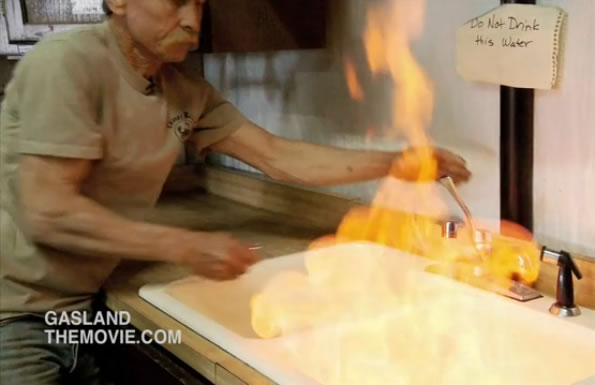 Do Not Drink
this Water
GASLAND
THEMOVIE.COM